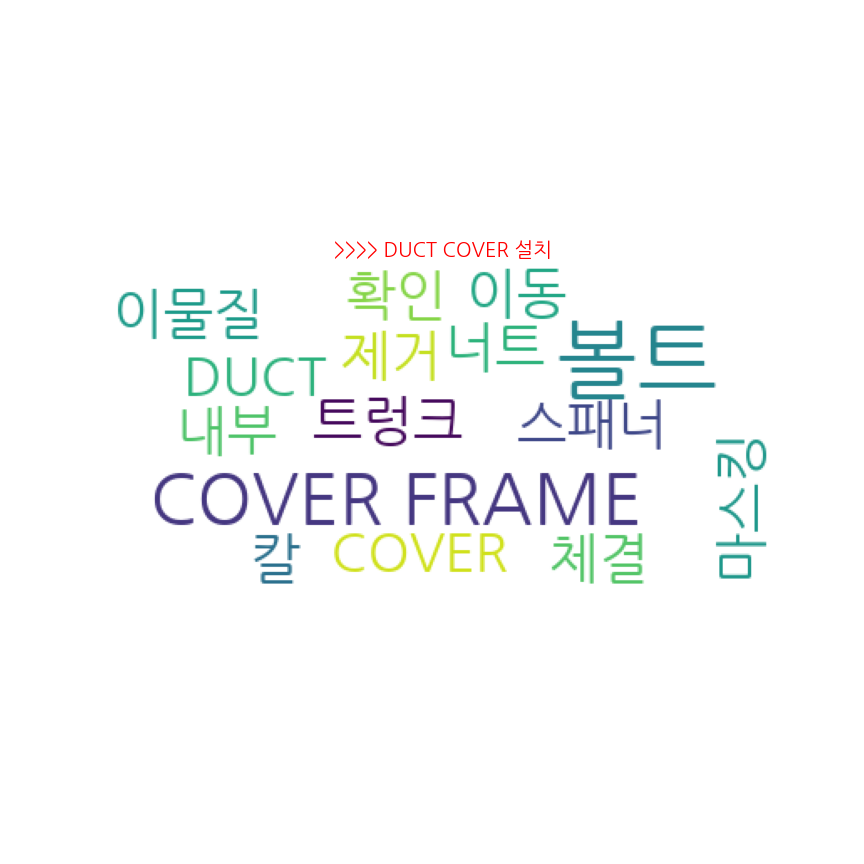 >>>> DUCT COVER 설치
이물질 확인 이동
DUCT 제거 너트 볼트
내부 트렁크 스패너
COVER FRAME 마스킹
칼 COVER 체결